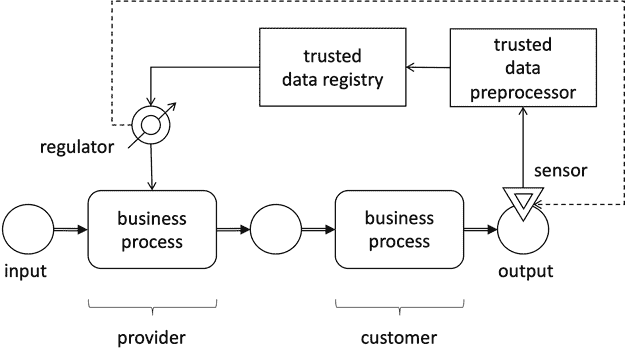 trusted
data registry
trusted
data
preprocessor
regulator
sensor
business
process
business
process
input
output
provider
customer